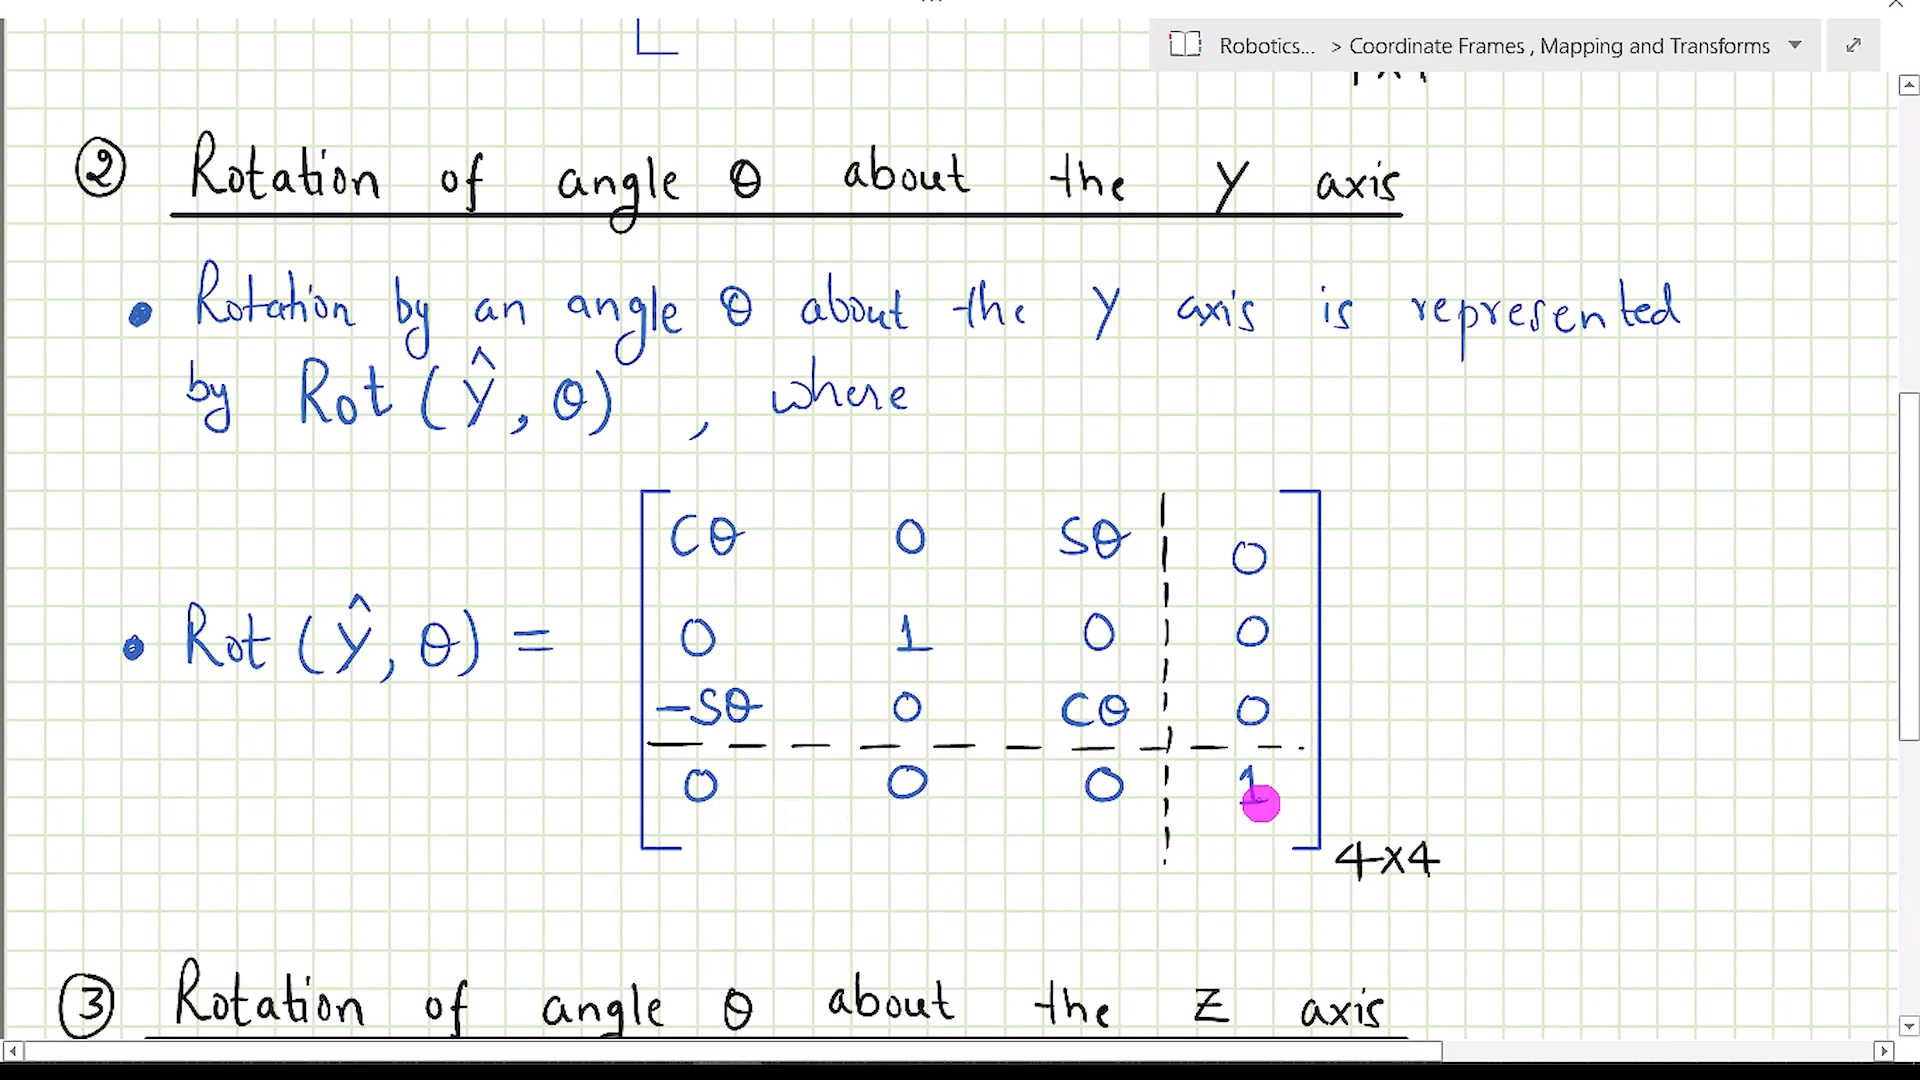 Robotics... > Coordinate Frames , Mapping and Transforms
② Rotation of angle θ about the Y axis
• Rotation by an angle θ about the Y axis is represented
by Rot (Ŷ, θ) , where
Cθ 0 Sθ 0
• Rot (Ŷ, θ) = 0 1 0 0
-Sθ 0 Cθ 0
0 0 0 1
4×4
③ Rotation of angle θ about the Z axis